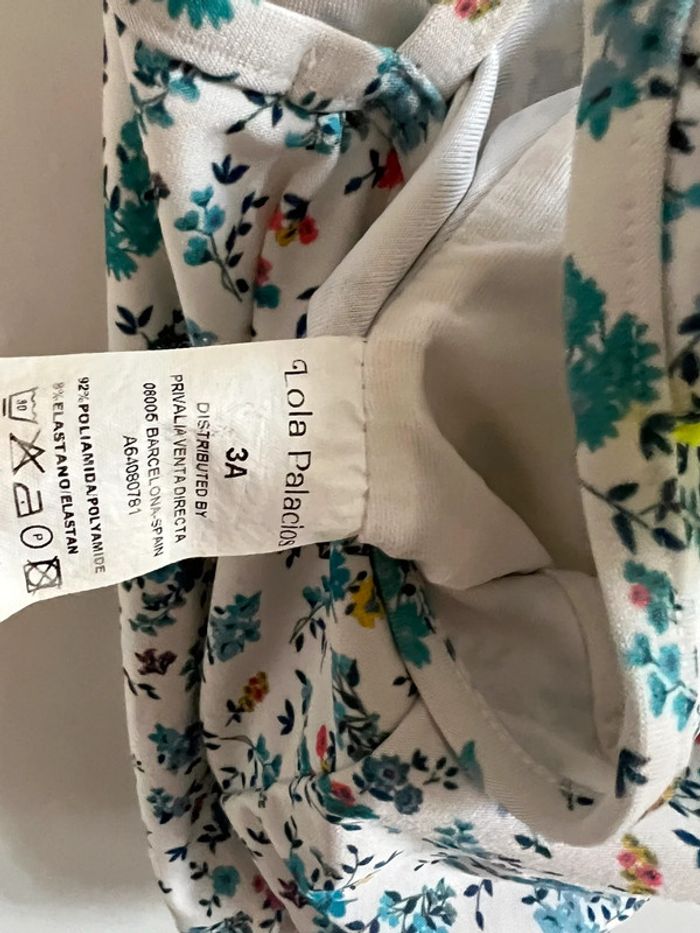 Lola Palacios
3A
DISTRIBUTED BY
PRIVALIA VENTA DIRECTA
08005 BARCELONA-SPAIN
A64080781
92% POLIAMIDA/POLYAMIDE
8% ELASTANO/ELASTAN
P